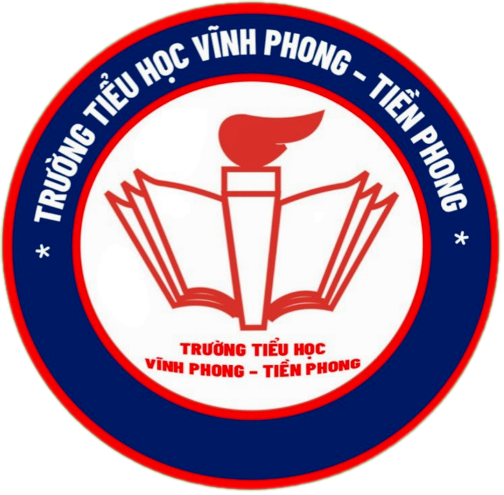 * TRƯỜNG TIỂU HỌC VĨNH PHONG - TIỀN PHONG *
TRƯỜNG TIỂU HỌC
VĨNH PHONG - TIỀN PHONG